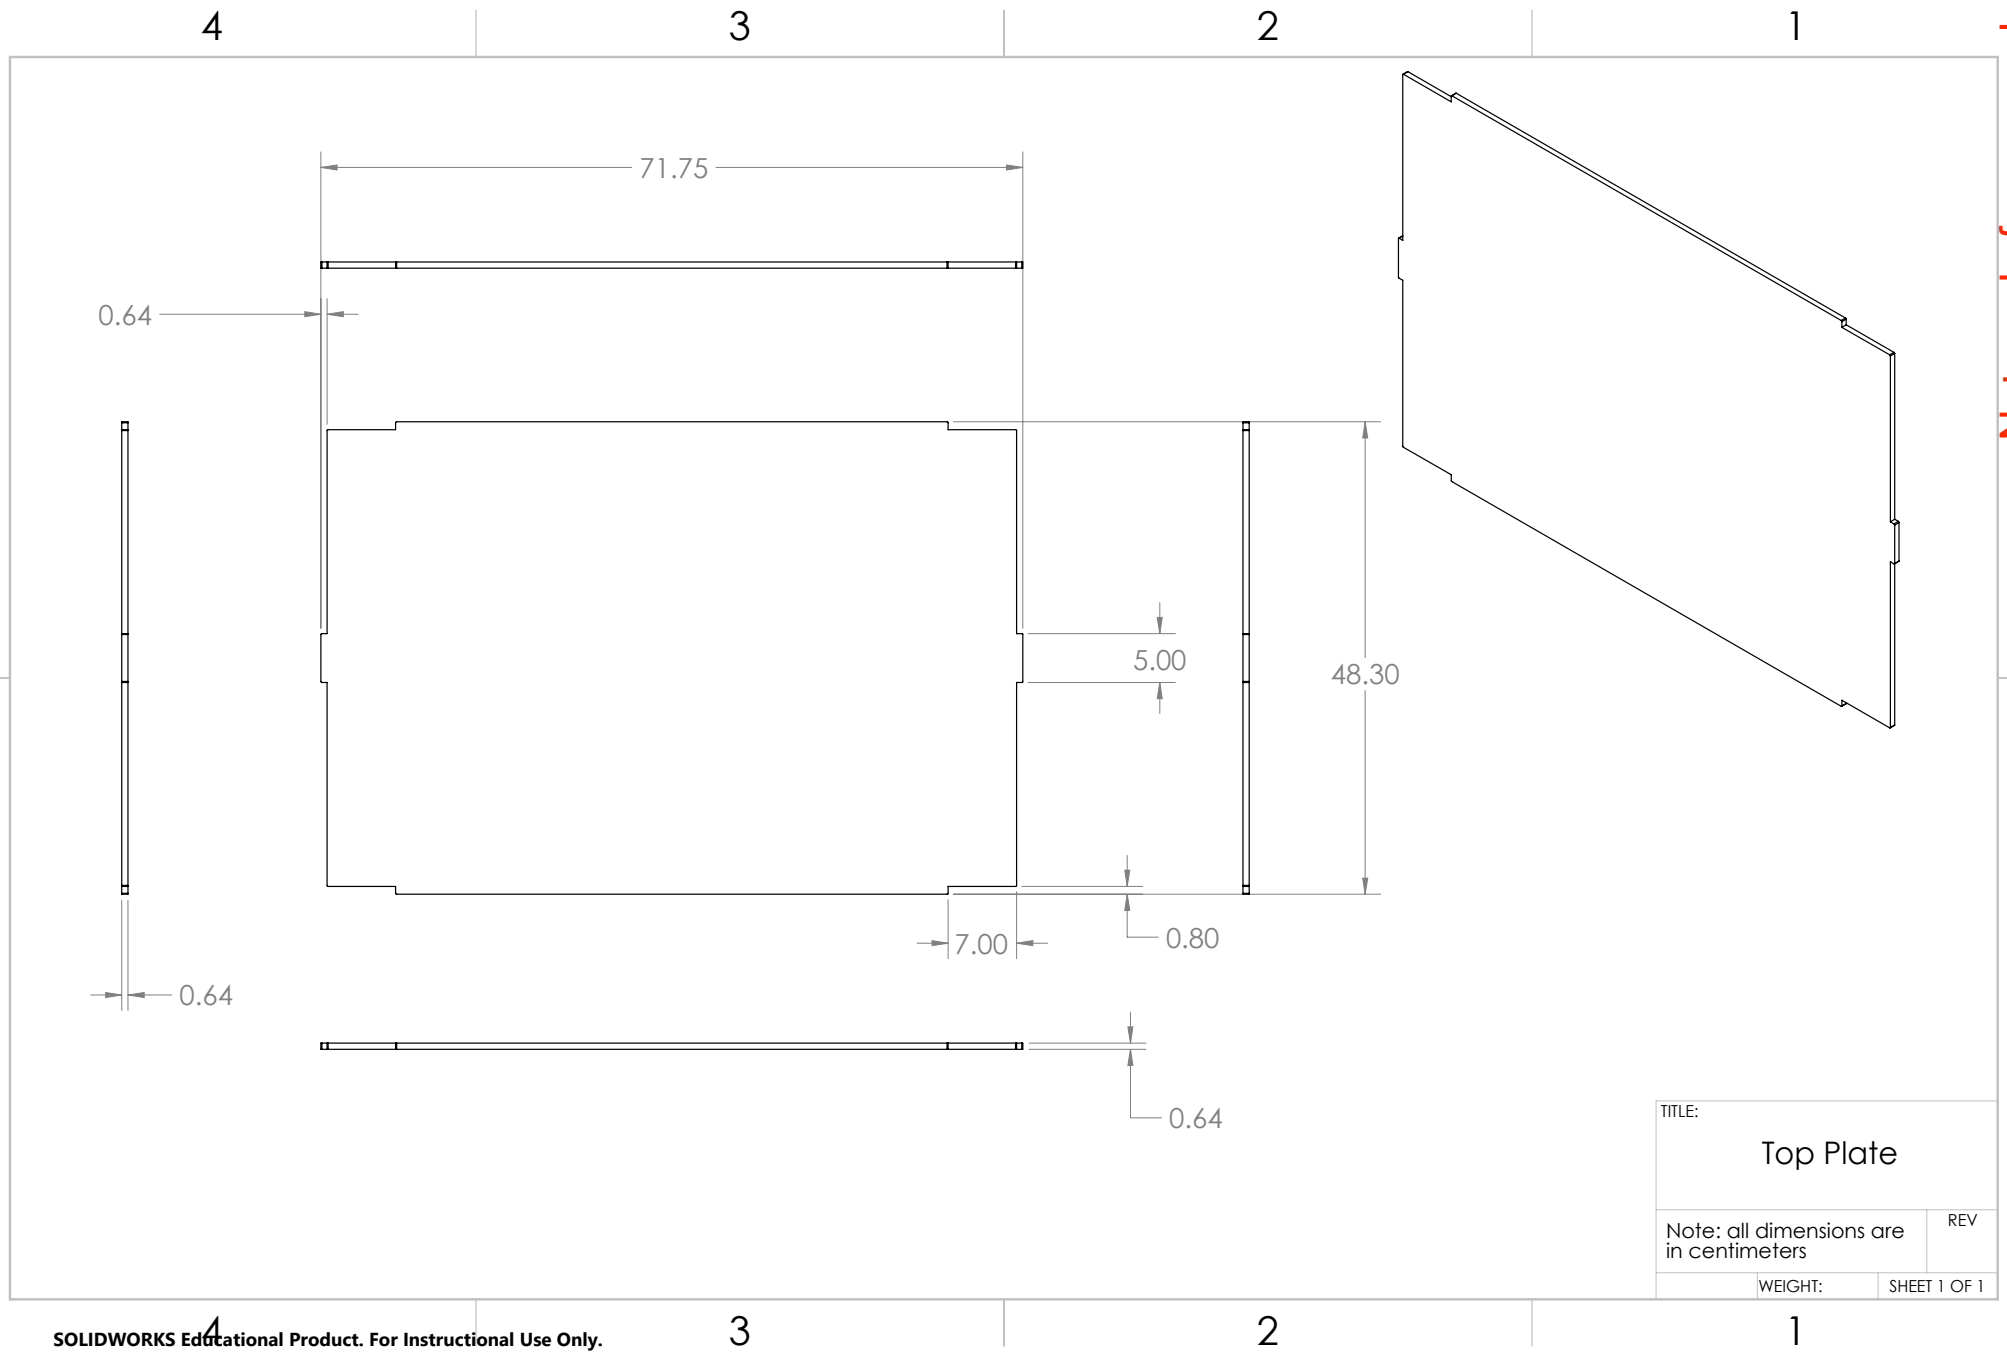 4 3 2 1
71.75
0.64
5.00
48.30
7.00
0.80
0.64
0.64
TITLE:
Top Plate
Note: all dimensions are
in centimeters
REV
WEIGHT:
SHEET 1 OF 1
4 3 2 1
SOLIDWORKS Educational Product. For Instructional Use Only.